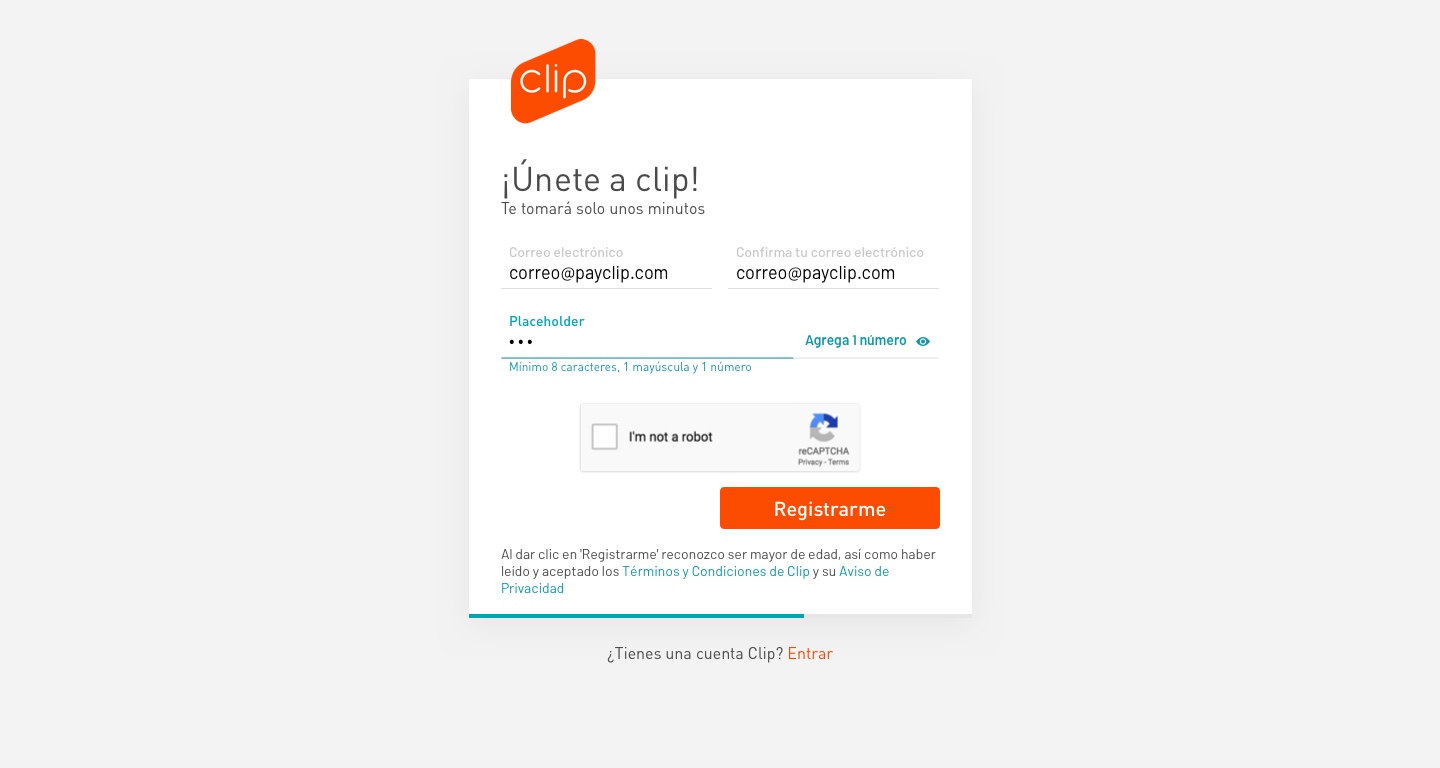 clip
¡Únete a clip!
Te tomará solo unos minutos
Correo electrónico Confirma tu correo electrónico
correo@payclip.com correo@payclip.com
Placeholder
••• Agrega 1 número
Mínimo 8 caracteres, 1 mayúscula y 1 número
I'm not a robot
reCAPTCHA
Privacy - Terms
Registrarme
Al dar clic en 'Registrarme' reconozco ser mayor de edad, así como haber
leído y aceptado los Términos y Condiciones de Clip y su Aviso de
Privacidad
¿Tienes una cuenta Clip? Entrar